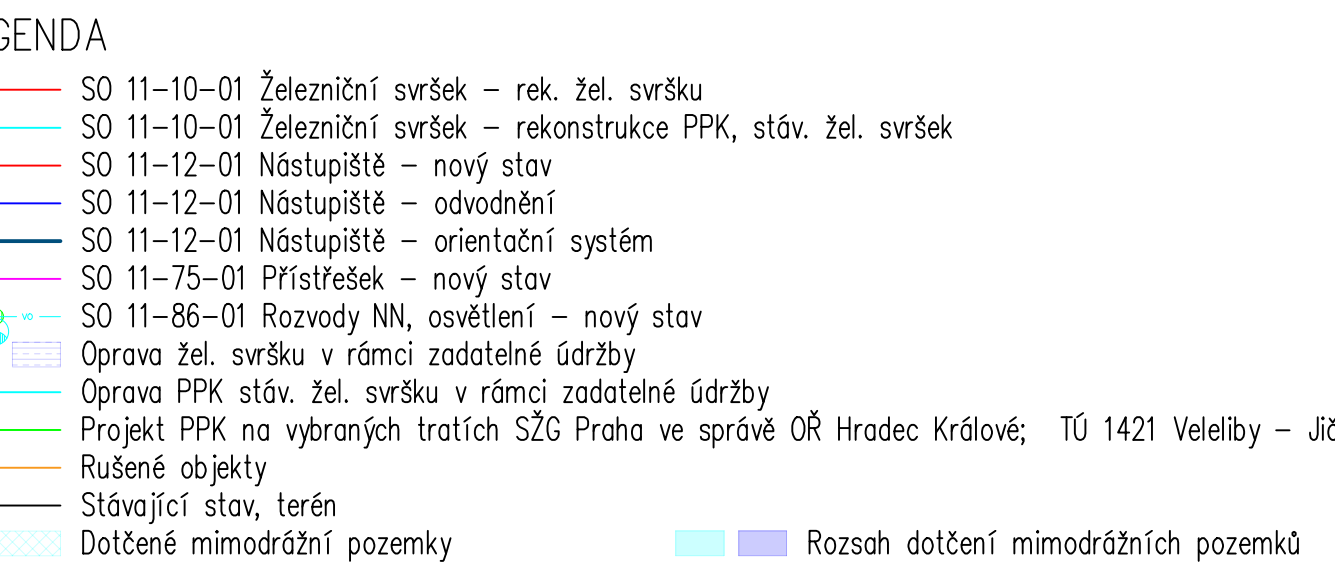 GENDA
SO 11-10-01 Železniční svršek - rek. žel. svršku
SO 11-10-01 Železniční svršek - rekonstrukce PPK, stáv. žel. svršek
SO 11-12-01 Nástupiště - nový stav
SO 11-12-01 Nástupiště - odvodnění
SO 11-12-01 Nástupiště - orientační systém
SO 11-75-01 Přístřešek - nový stav
VO SO 11-86-01 Rozvody NN, osvětlení - nový stav
Oprava žel. svršku v rámci zadatelné údržby
Oprava PPK stáv. žel. svršku v rámci zadatelné údržby
Projekt PPK na vybraných tratích SŽG Praha ve správě OŘ Hradec Králové; TÚ 1421 Veleliby - Jič
Rušené objekty
Stávající stav, terén
Dotčené mimodrážní pozemky Rozsah dotčení mimodrážních pozemků